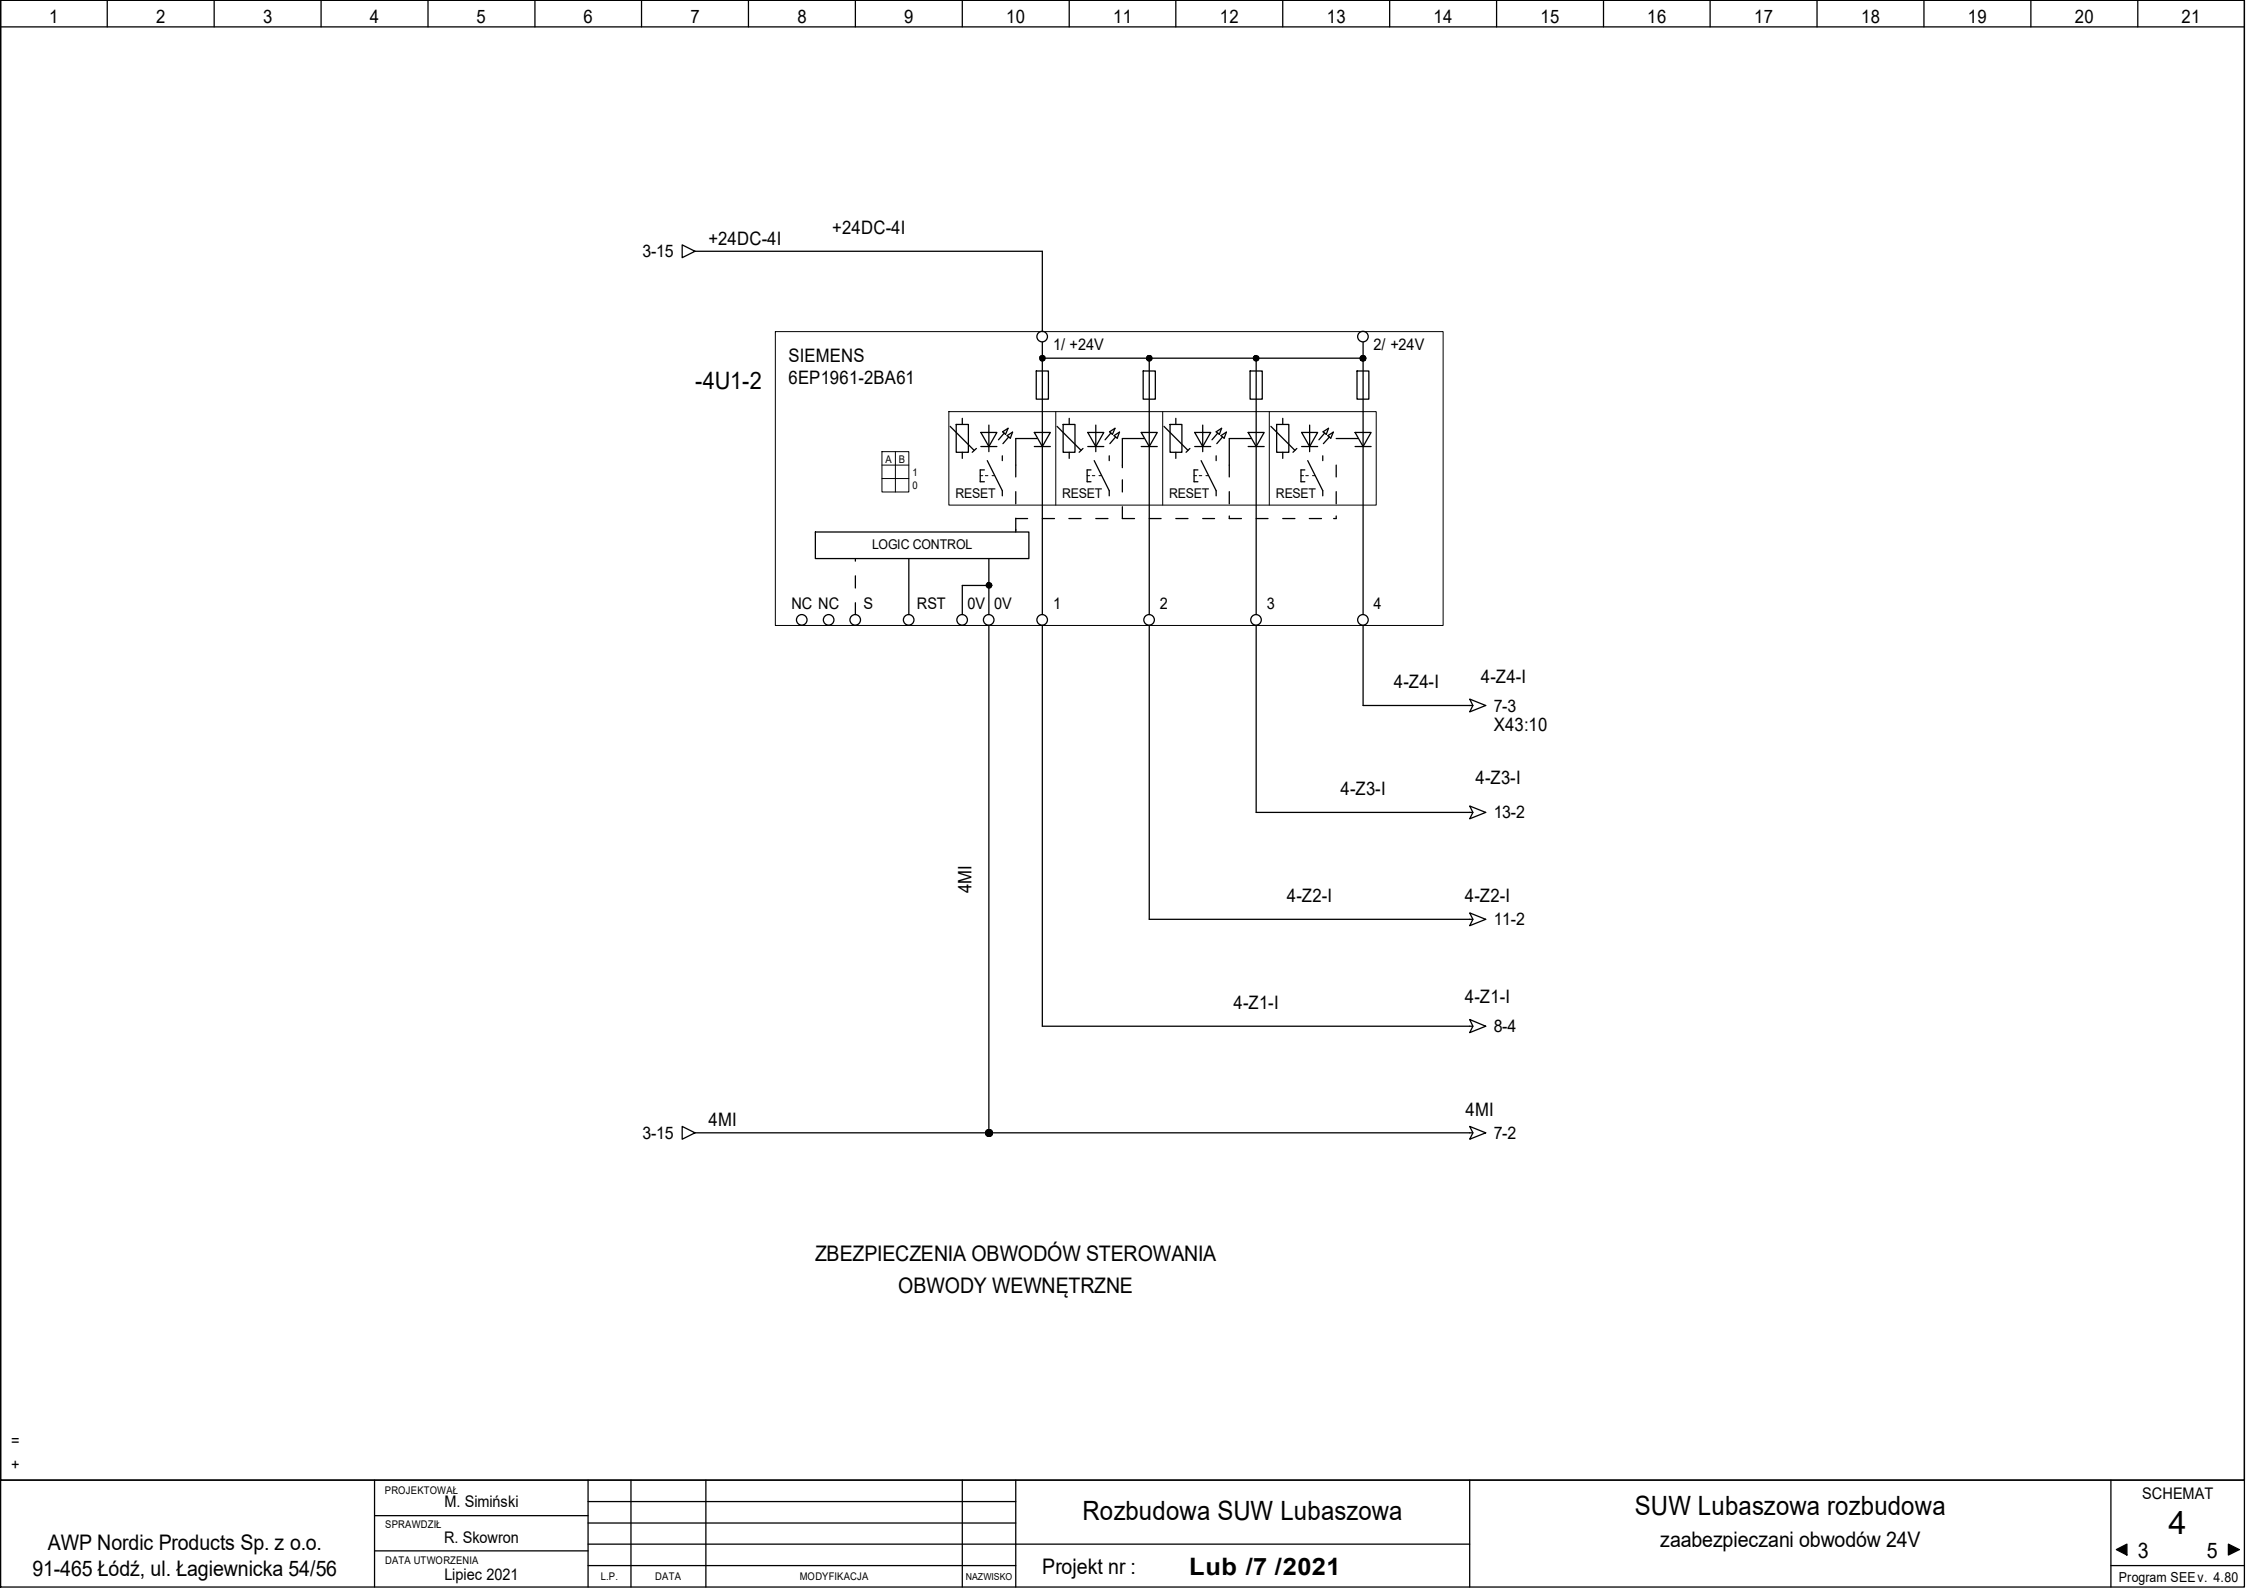 1 2 3 4 5 6 7 8 9 10 11 12 13 14 15 16 17 18 19 20 21
+24DC-4I
3-15 +24DC-4I
1/ +24V 2/ +24V
SIEMENS
-4U1-2 6EP1961-2BA61
A B
1
0
RESET RESET RESET RESET
LOGIC CONTROL
NC NC S RST 0V 0V 1 2 3 4
4-Z4-I 4-Z4-I
7-3
X43:10
4-Z3-I
4-Z3-I
13-2
4MI
4-Z2-I 4-Z2-I
11-2
4-Z1-I
4-Z1-I
8-4
4MI
4MI
3-15 7-2
ZBEZPIECZENIA OBWODÓW STEROWANIA
OBWODY WEWNĘTRZNE
=
+
AWP Nordic Products Sp. z o.o.
91-465 Łódź, ul. Łagiewnicka 54/56
PROJEKTOWAŁ
M. Simiński
SPRAWDZIŁ
R. Skowron
DATA UTWORZENIA
Lipiec 2021
L.P. DATA MODYFIKACJA NAZWISKO
Rozbudowa SUW Lubaszowa
Projekt nr : Lub /7 /2021
SUW Lubaszowa rozbudowa
zaabezpieczani obwodów 24V
SCHEMAT
4
◄ 3 5 ►
Program SEE v. 4.80